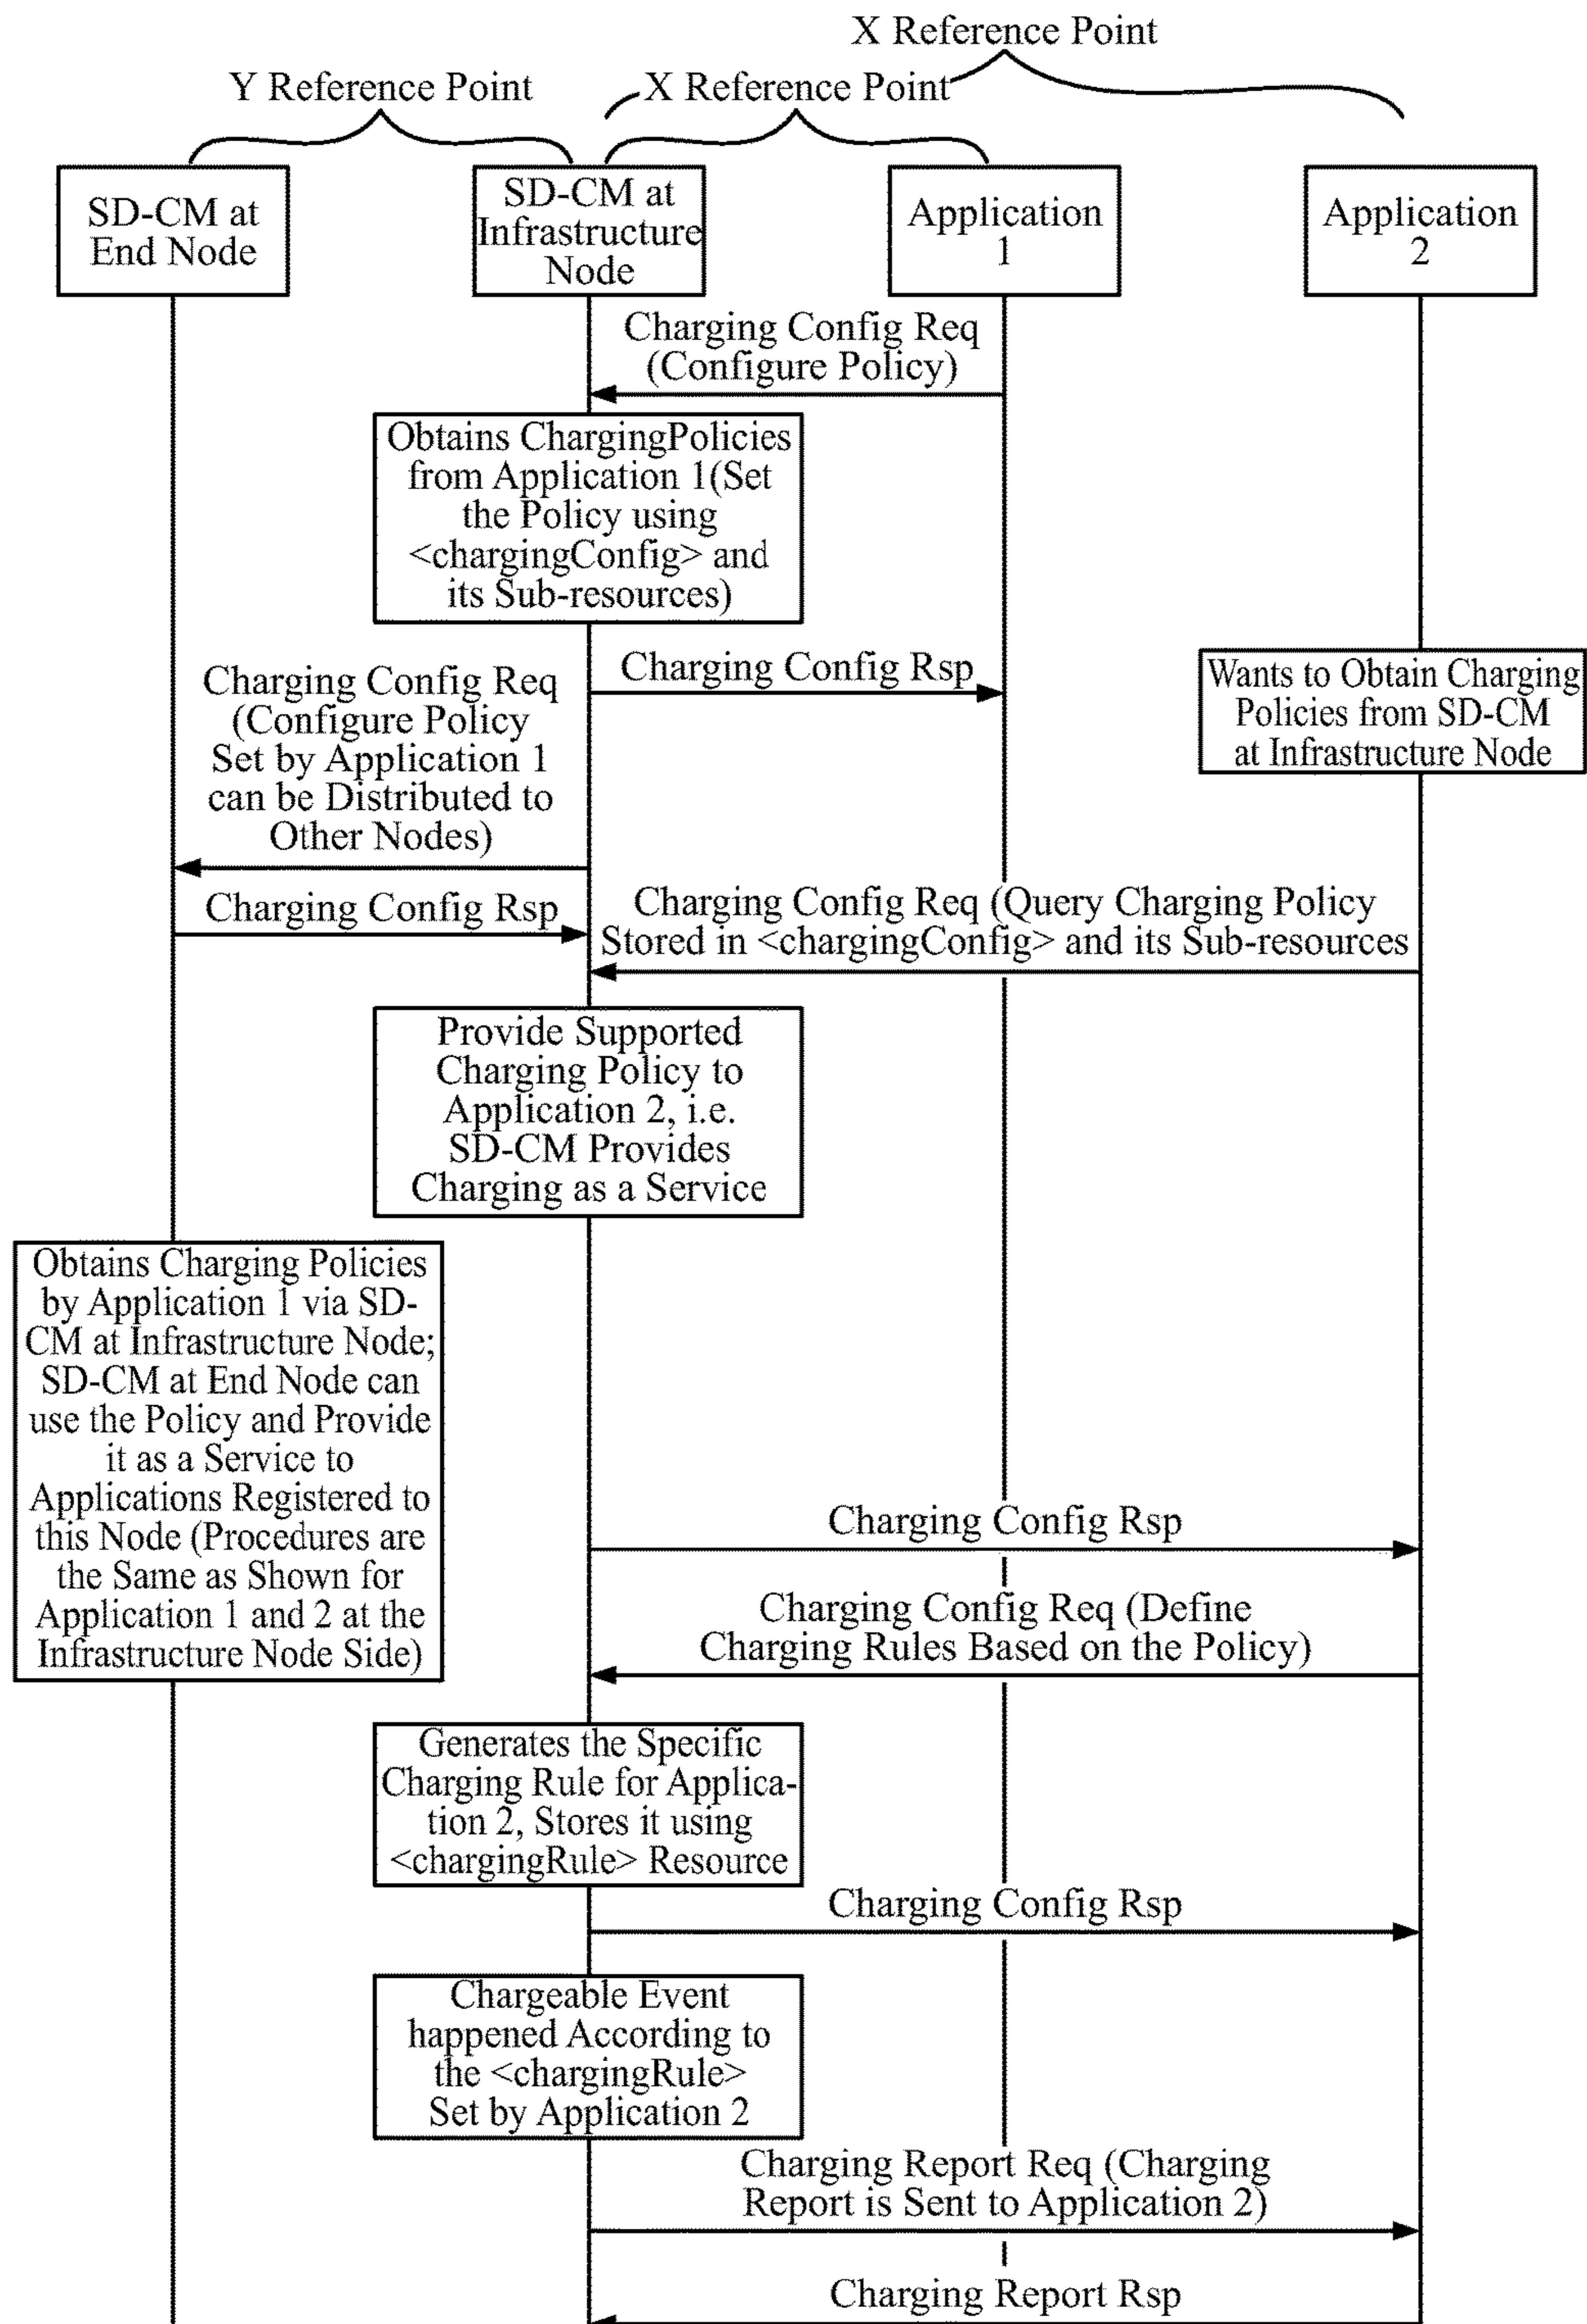 X Reference Point
Y Reference Point
X Reference Point
SD-CM at
End Node
SD-CM at
Infrastructure
Node
Application
1
Application
2
Charging Config Req
(Configure Policy)
Obtains ChargingPolicies
from Application 1(Set
the Policy using
<chargingConfig> and
its Sub-resources)
Charging Config Rsp
Wants to Obtain Charging
Policies from SD-CM
at Infrastructure Node
Charging Config Req
(Configure Policy
Set by Application 1
can be Distributed to
Other Nodes)
Charging Config Rsp
Charging Config Req (Query Charging Policy
Stored in <chargingConfig> and its Sub-resources
Provide Supported
Charging Policy to
Application 2, i.e.
SD-CM Provides
Charging as a Service
Obtains Charging Policies
by Application 1 via SD-
CM at Infrastructure Node;
SD-CM at End Node can
use the Policy and Provide
it as a Service to
Applications Registered to
this Node (Procedures are
the Same as Shown for
Application 1 and 2 at the
Infrastructure Node Side)
Charging Config Rsp
Charging Config Req (Define
Charging Rules Based on the Policy)
Generates the Specific
Charging Rule for Applica-
tion 2, Stores it using
<chargingRule> Resource
Charging Config Rsp
Chargeable Event
happened According to
the <chargingRule>
Set by Application 2
Charging Report Req (Charging
Report is Sent to Application 2)
Charging Report Rsp